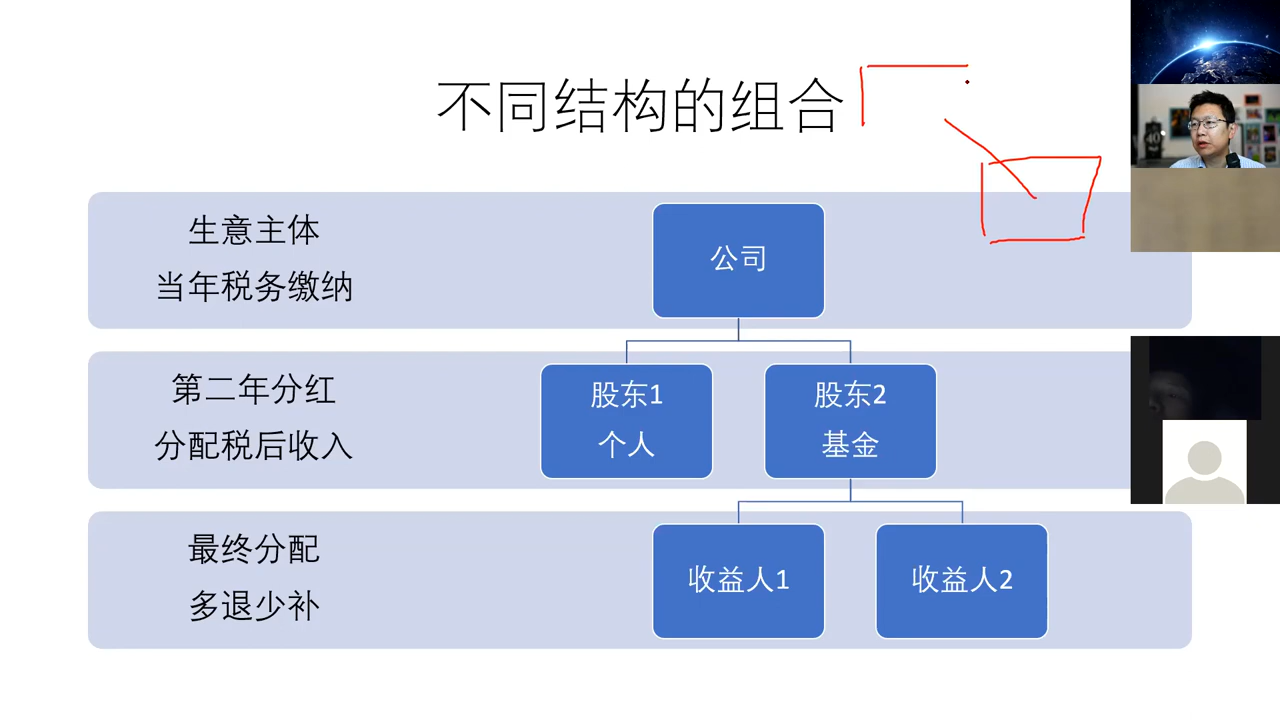 不同结构的组合
生意主体
当年税务缴纳
公司
第二年分红
分配税后收入
股东1
个人
股东2
基金
最终分配
多退少补
收益人1
收益人2